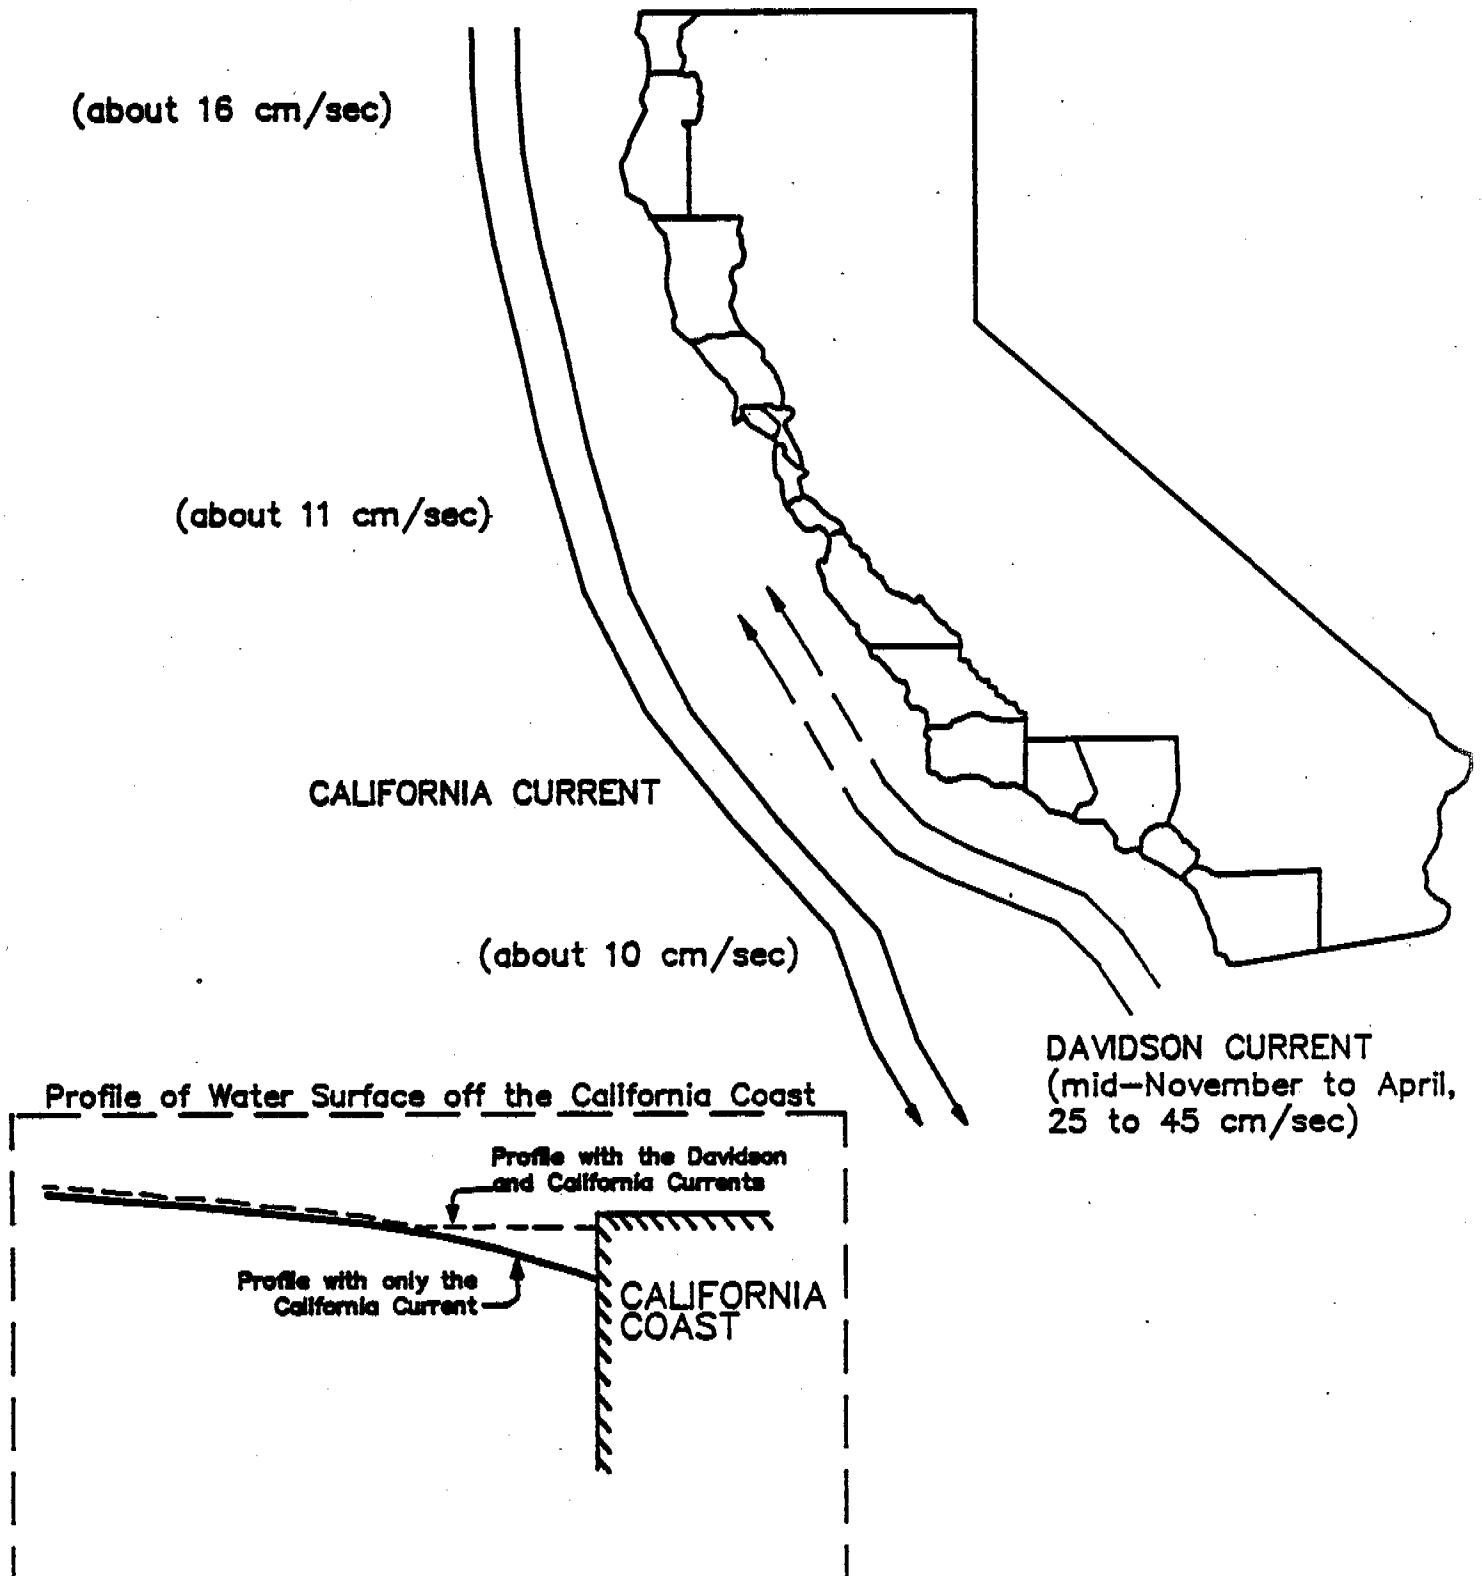 (about 16 cm/sec)
(about 11 cm/sec)
CALIFORNIA CURRENT
(about 10 cm/sec)
DAVIDSON CURRENT
(mid-November to April,
25 to 45 cm/sec)
Profile of Water Surface off the California Coast
Profile with the Davidson
and California Currents
Profile with only the
California Current
CALIFORNIA
COAST